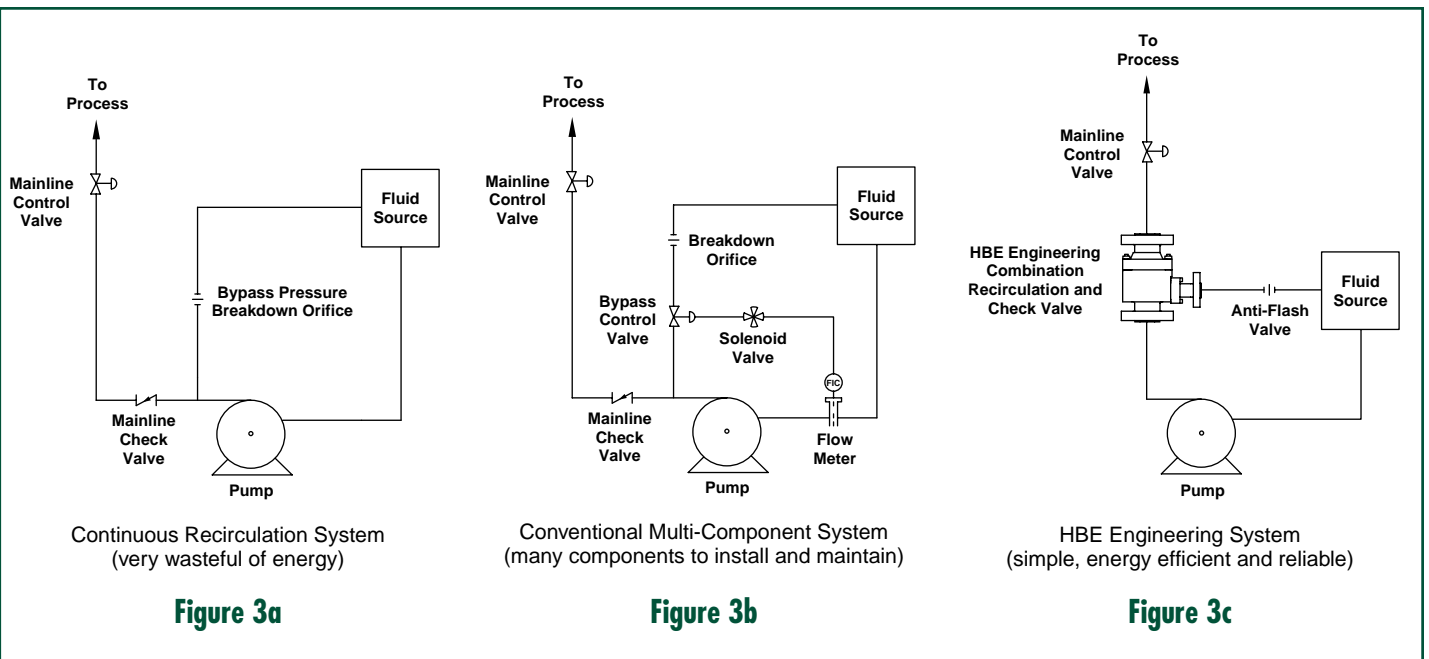 To
Process
Mainline
Control
Valve
Fluid
Source
Bypass Pressure
Breakdown Orifice
Mainline
Check
Valve
Pump
Continuous Recirculation System
(very wasteful of energy)
Figure 3a
To
Process
Mainline
Control
Valve
Fluid
Source
Breakdown
Orifice
Bypass
Control
Valve
Solenoid
Valve
FIC
Mainline
Check
Valve
Flow
Meter
Pump
Conventional Multi-Component System
(many components to install and maintain)
Figure 3b
To
Process
Mainline
Control
Valve
HBE Engineering
Combination
Recirculation and
Check Valve
Fluid
Source
Anti-Flash
Valve
Pump
HBE Engineering System
(simple, energy efficient and reliable)
Figure 3c